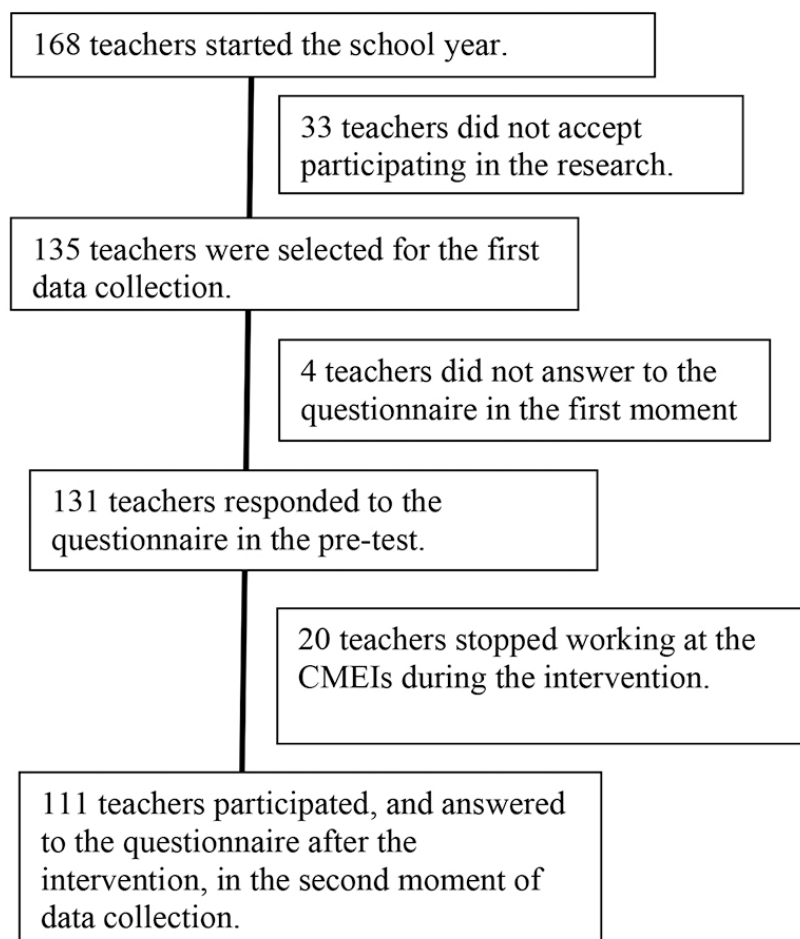 168 teachers started the school year.
33 teachers did not accept
participating in the research.
135 teachers were selected for the first
data collection.
4 teachers did not answer to the
questionnaire in the first moment
131 teachers responded to the
questionnaire in the pre-test.
20 teachers stopped working at the
CMEIs during the intervention.
111 teachers participated, and answered
to the questionnaire after the
intervention, in the second moment of
data collection.